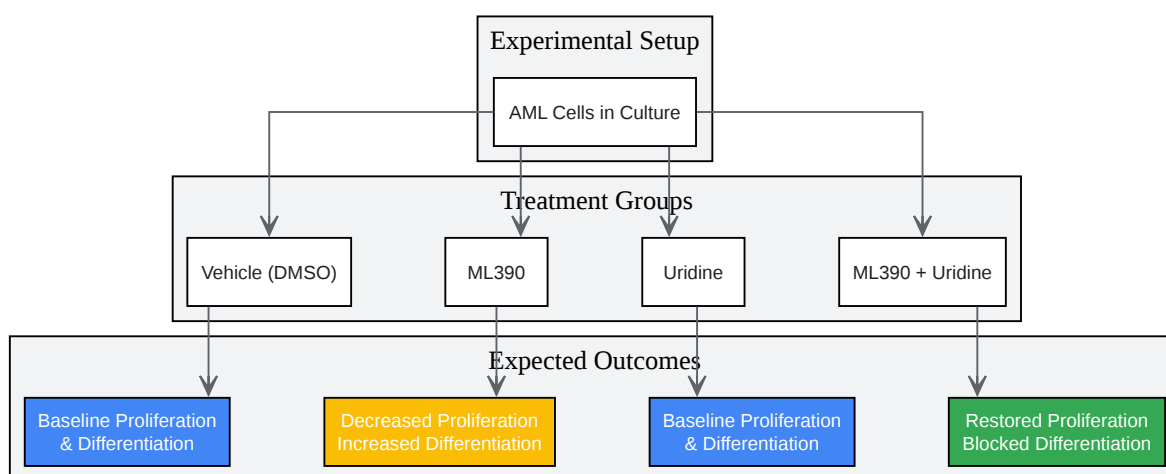 Experimental Setup
AML Cells in Culture
Treatment Groups
Vehicle (DMSO)
ML390
Uridine
ML390 + Uridine
Expected Outcomes
Baseline Proliferation
& Differentiation
Decreased Proliferation
Increased Differentiation
Baseline Proliferation
& Differentiation
Restored Proliferation
Blocked Differentiation